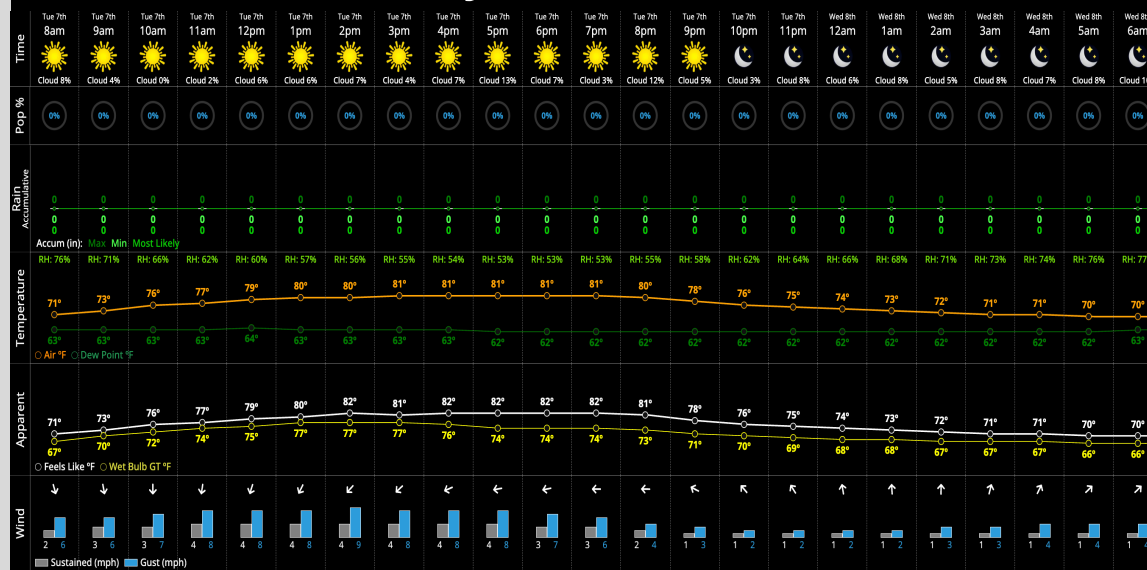 Tue 7th Tue 7th Tue 7th Tue 7th Tue 7th Tue 7th Tue 7th Tue 7th Tue 7th Tue 7th Tue 7th Tue 7th Tue 7th Tue 7th Tue 7th Tue 7th Wed 8th Wed 8th Wed 8th Wed 8th Wed 8th Wed 8th Wed 8th
Time
8am 9am 10am 11am 12pm 1pm 2pm 3pm 4pm 5pm 6pm 7pm 8pm 9pm 10pm 11pm 12am 1am 2am 3am 4am 5am 6am
Cloud 8% Cloud 4% Cloud 0% Cloud 2% Cloud 6% Cloud 6% Cloud 7% Cloud 4% Cloud 7% Cloud 13% Cloud 7% Cloud 3% Cloud 12% Cloud 5% Cloud 3% Cloud 8% Cloud 6% Cloud 8% Cloud 5% Cloud 8% Cloud 7% Cloud 8% Cloud
Pop %
0% 0% 0% 0% 0% 0% 0% 0% 0% 0% 0% 0% 0% 0% 0% 0% 0% 0% 0% 0% 0% 0% 0%
Rain
Accumulative
0 0 0 0 0 0 0 0 0 0 0 0 0 0 0 0 0 0 0 0 0 0 0
0 0 0 0 0 0 0 0 0 0 0 0 0 0 0 0 0 0 0 0 0 0 0
0 0 0 0 0 0 0 0 0 0 0 0 0 0 0 0 0 0 0 0 0 0 0
Accum (in): Max Min Most Likely
Temperature
RH: 76% RH: 71% RH: 66% RH: 62% RH: 60% RH: 57% RH: 56% RH: 55% RH: 54% RH: 53% RH: 53% RH: 53% RH: 55% RH: 58% RH: 62% RH: 64% RH: 66% RH: 68% RH: 71% RH: 73% RH: 74% RH: 76% RH: 77
71° 73° 76° 77° 79° 80° 80° 81° 81° 81° 81° 81° 80° 78° 76° 75° 74° 73° 72° 71° 71° 70° 70°
63° 63° 63° 63° 64° 63° 63° 63° 63° 62° 62° 62° 62° 62° 62° 62° 62° 62° 62° 62° 62° 62° 63°
Air °F Dew Point °F
Apparent
71° 73° 76° 77° 79° 80° 82° 81° 82° 82° 82° 82° 81° 78° 76° 75° 74° 73° 72° 71° 71° 70° 70°
67° 70° 72° 74° 75° 77° 77° 77° 76° 74° 74° 74° 73° 71° 70° 69° 68° 68° 67° 67° 67° 66° 66°
Feels Like °F Wet Bulb GT °F
Wind
2 6 3 6 3 7 4 8 4 8 4 8 4 9 4 8 4 8 4 8 3 7 3 6 2 4 1 3 1 2 1 2 1 2 1 2 1 3 1 3 1 4 1 4 1
Sustained (mph) Gust (mph)